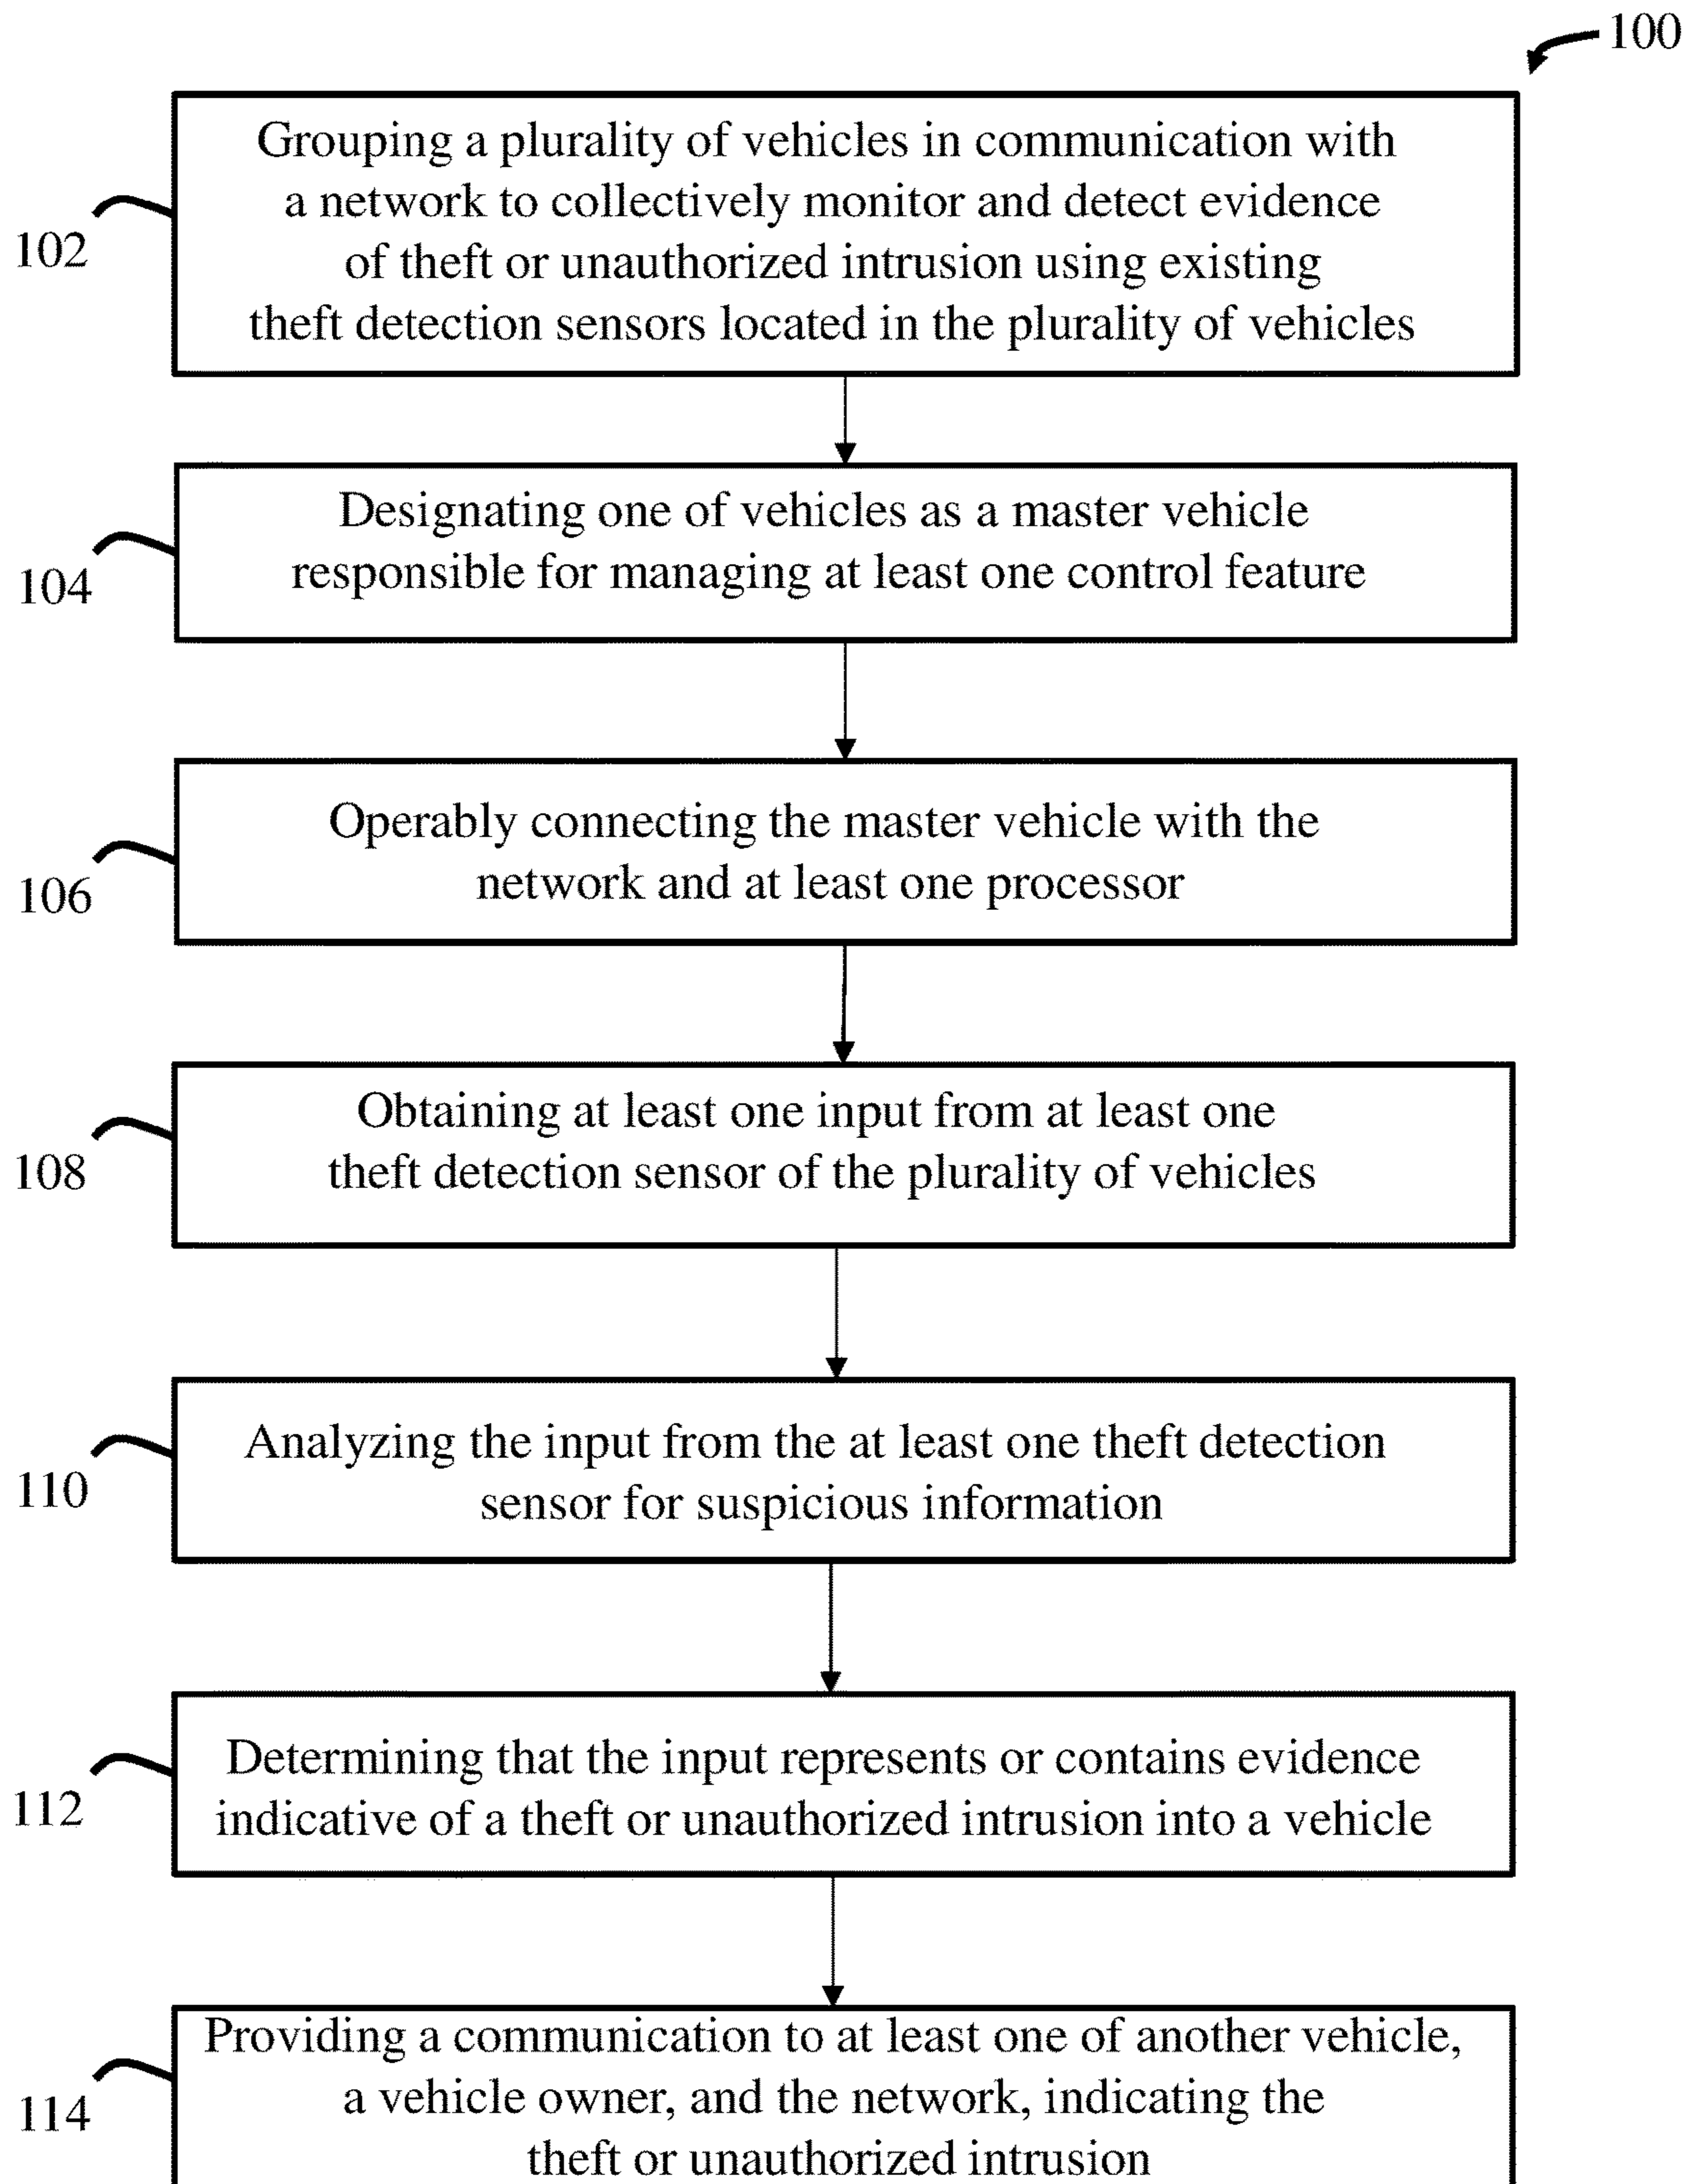 100
Grouping a plurality of vehicles in communication with
a network to collectively monitor and detect evidence
of theft or unauthorized intrusion using existing
theft detection sensors located in the plurality of vehicles
102
Designating one of vehicles as a master vehicle
responsible for managing at least one control feature
104
Operably connecting the master vehicle with the
network and at least one processor
106
Obtaining at least one input from at least one
theft detection sensor of the plurality of vehicles
108
Analyzing the input from the at least one theft detection
sensor for suspicious information
110
Determining that the input represents or contains evidence
indicative of a theft or unauthorized intrusion into a vehicle
112
Providing a communication to at least one of another vehicle,
a vehicle owner, and the network, indicating the
theft or unauthorized intrusion
114